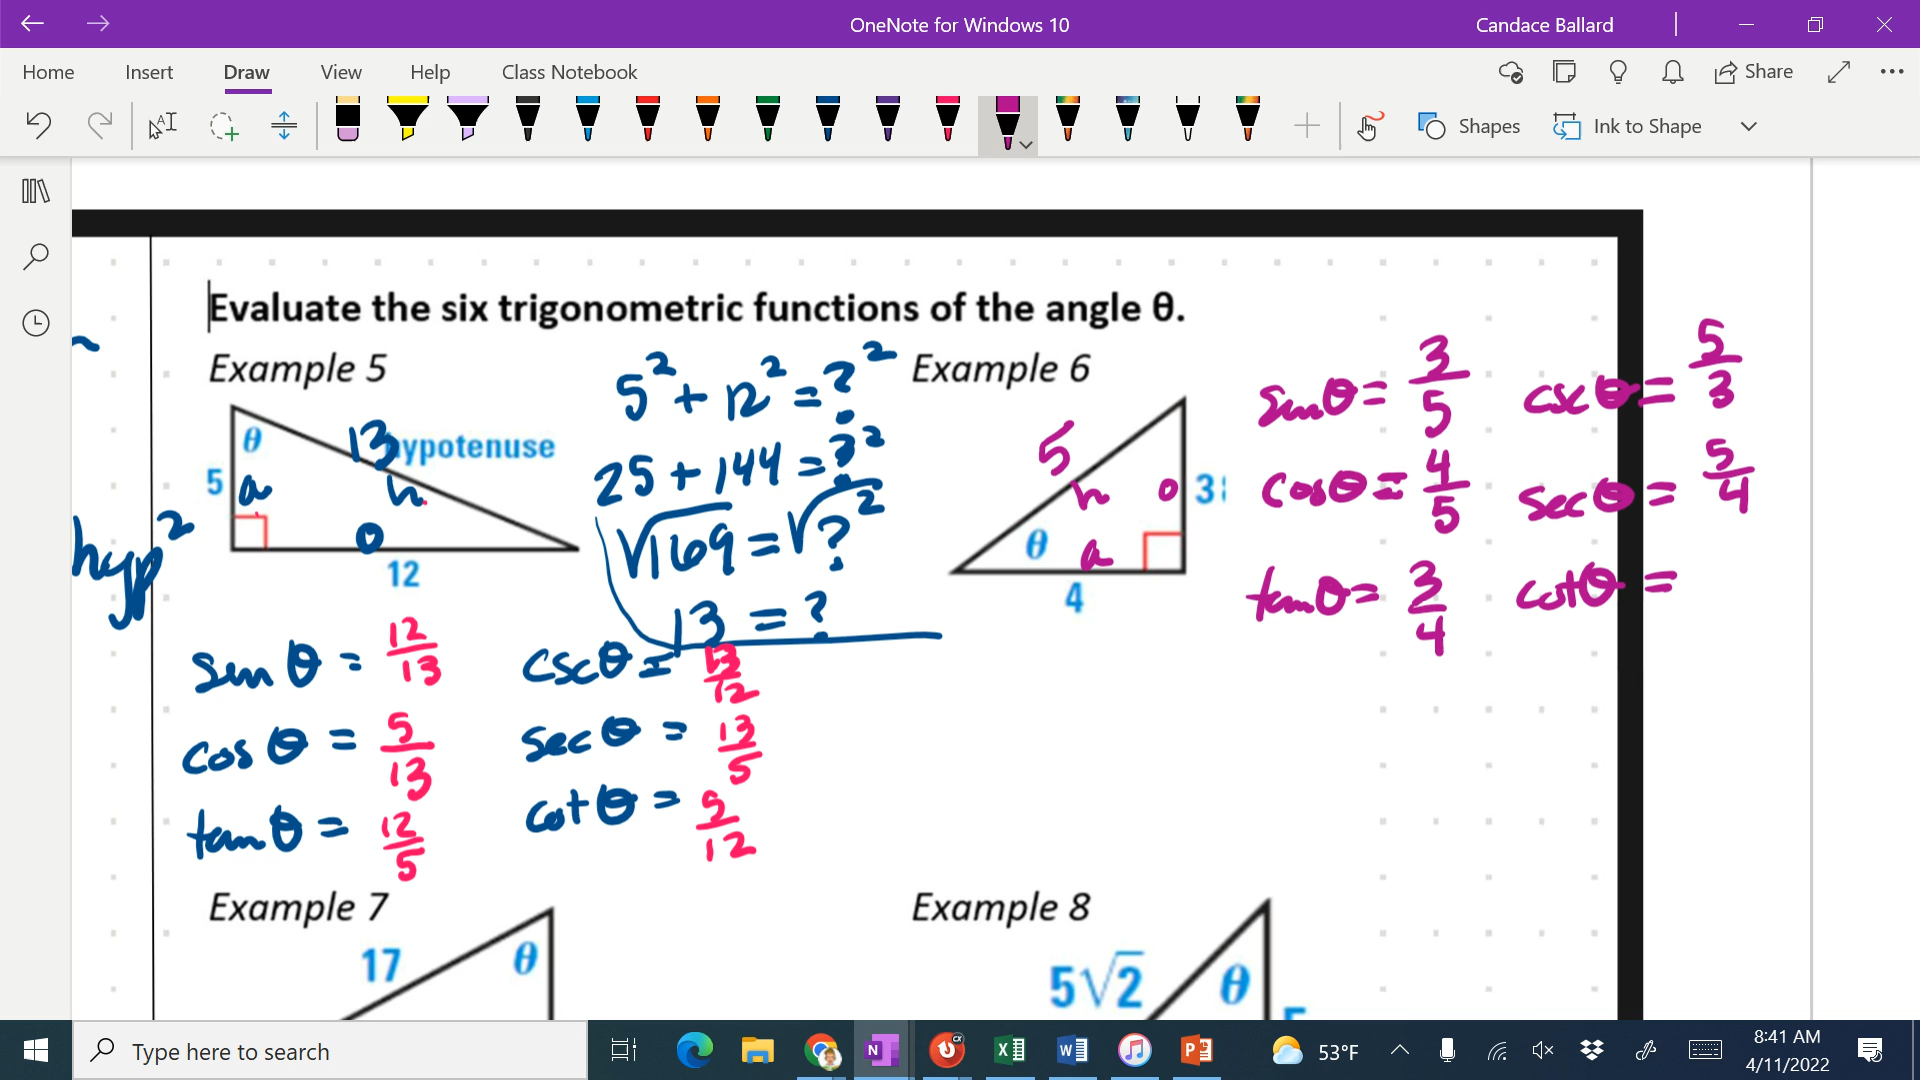 OneNote for Windows 10
Candace Ballard
Home Insert Draw View Help Class Notebook Share
Shapes Ink to Shape
Evaluate the six trigonometric functions of the angle θ.
Example 5
θ
13
hypotenuse
5
a
h
o
12
hyp²
5² + 12² = ?²
25 + 144 = ?²
√169 = √?²
13 = ?
sin θ = 12/13
csc θ = 13/12
cos θ = 5/13
sec θ = 13/5
tan θ = 12/5
cot θ = 5/12
Example 6
5
h
o
3
θ
a
4
sin θ = 3/5
csc θ = 5/3
cos θ = 4/5
sec θ = 5/4
tan θ = 3/4
cot θ =
Example 7
17
θ
Example 8
5√2
θ
Type here to search
53°F
8:41 AM
4/11/2022